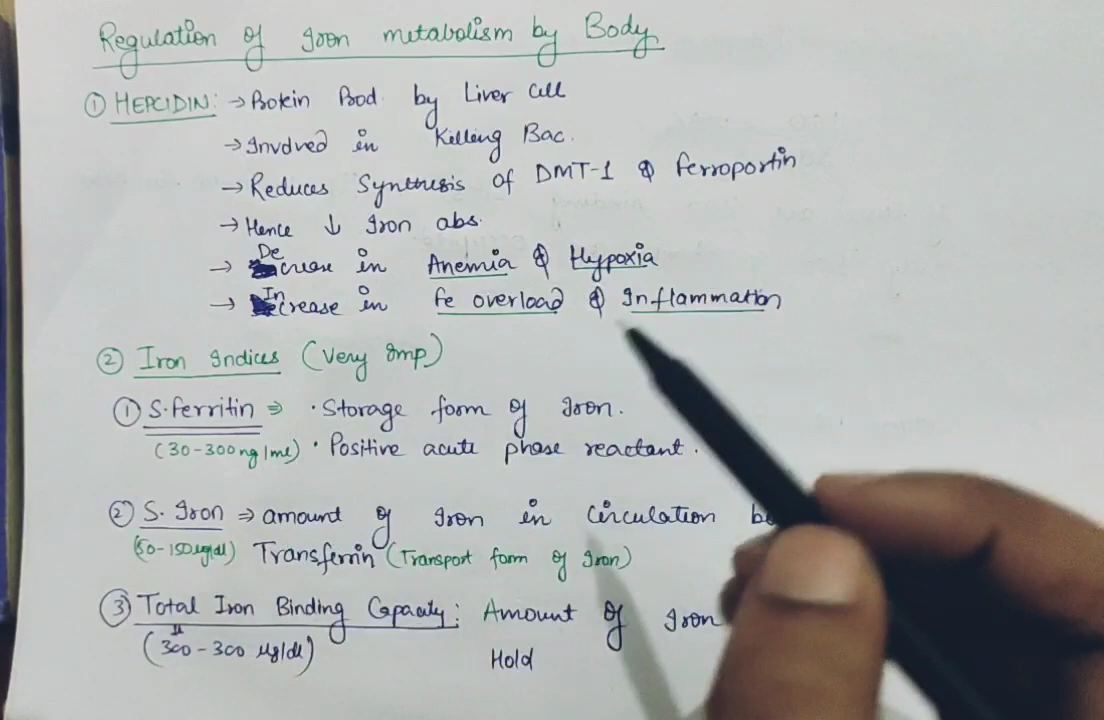 Regulation of Iron metabolism by Body
① HEPCIDIN: → Protein Prod. by Liver cell
→ Involved in Killing Bac.
→ Reduces Synthesis of DMT-1 & ferroportin
→ Hence ↓ Iron abs.
→ Decrease in Anemia & Hypoxia
→ Increase in fe overload & Inflammation
② Iron Indices (Very Imp)
① S.ferritin ⇒ • Storage form of Iron.
(30-300ng/ml) • Positive acute phase reactant.
② S. Iron ⇒ amount of Iron in circulation
(50-150µg/dl) Transferrin (Transport form of Iron)
③ Total Iron Binding Capacity: Amount of Iron
(300-300 µg/dl) Hold